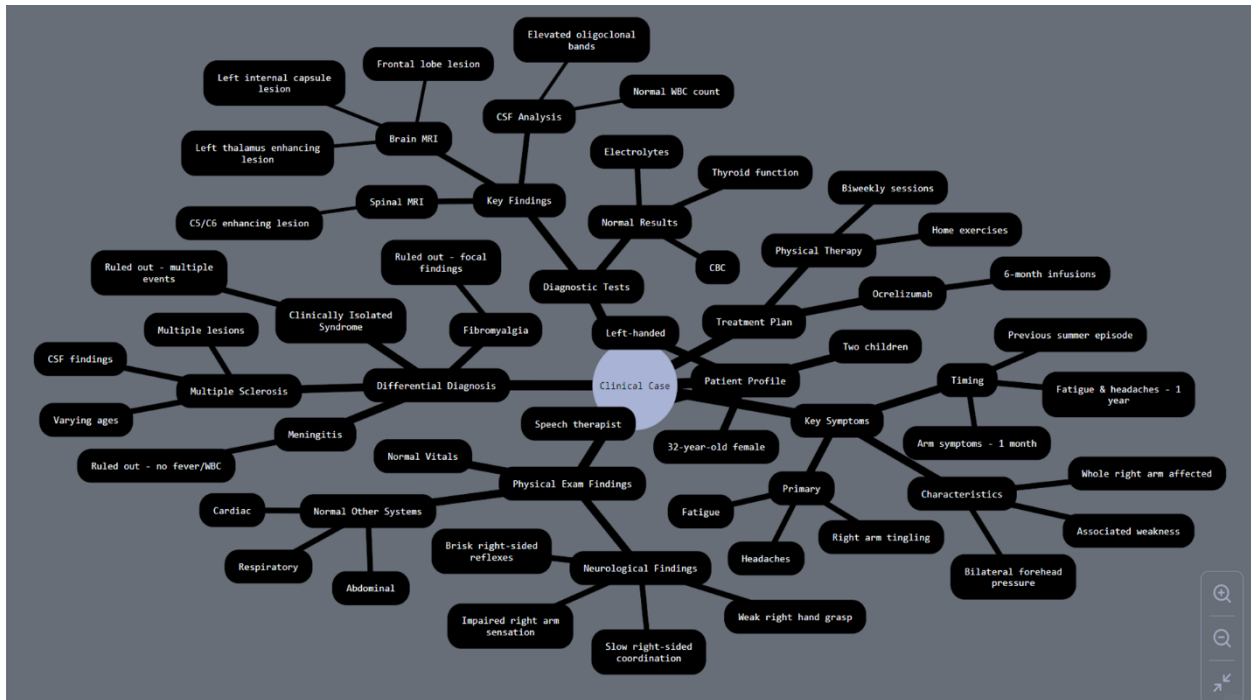 Elevated oligoclonal
bands
Frontal lobe lesion
Left internal capsule
lesion
Normal WBC count
CSF Analysis
Brain MRI
Left thalamus enhancing
lesion
Electrolytes
Thyroid function
Biweekly sessions
Spinal MRI
Key Findings
C5/C6 enhancing lesion
Normal Results
Home exercises
Physical Therapy
Ruled out - focal
findings
Ruled out - multiple
events
CBC
6-month infusions
Diagnostic Tests
Ocrelizumab
Clinically Isolated
Syndrome
Fibromyalgia
Left-handed
Treatment Plan
Multiple lesions
Previous summer episode
Two children
CSF findings
Multiple Sclerosis
Differential Diagnosis
Clinical Case
Patient Profile
Timing
Fatigue & headaches - 1
year
Varying ages
Speech therapist
Key Symptoms
Meningitis
32-year-old female
Arm symptoms - 1 month
Ruled out - no fever/WBC
Normal Vitals
Whole right arm affected
Physical Exam Findings
Primary
Characteristics
Cardiac
Normal Other Systems
Fatigue
Associated weakness
Right arm tingling
Brisk right-sided
reflexes
Headaches
Respiratory
Neurological Findings
Bilateral forehead
pressure
Abdominal
Impaired right arm
sensation
Weak right hand grasp
Slow right-sided
coordination